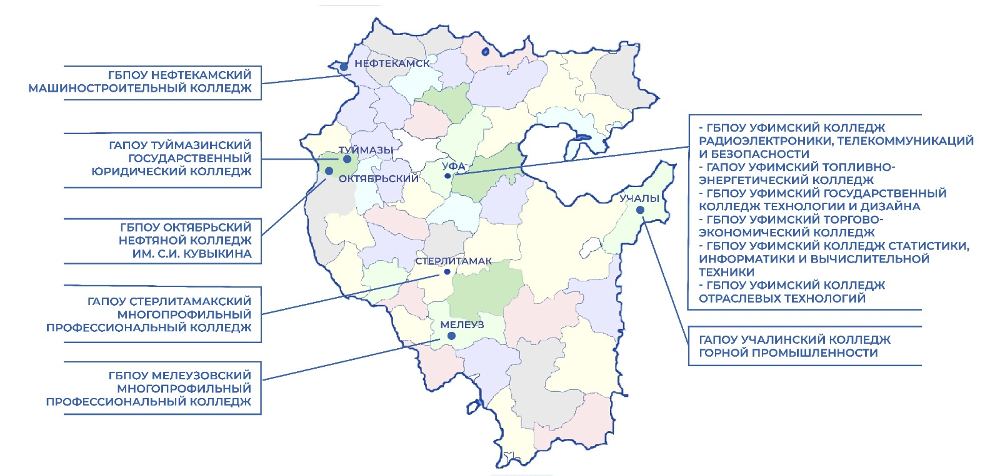 ГБПОУ НЕФТЕКАМСКИЙ
МАШИНОСТРОИТЕЛЬНЫЙ КОЛЛЕДЖ
ГАПОУ ТУЙМАЗИНСКИЙ
ГОСУДАРСТВЕННЫЙ
ЮРИДИЧЕСКИЙ КОЛЛЕДЖ
ГБПОУ ОКТЯБРЬСКИЙ
НЕФТЯНОЙ КОЛЛЕДЖ
ИМ. С.И. КУВЫКИНА
ГАПОУ СТЕРЛИТАМАКСКИЙ
МНОГОПРОФИЛЬНЫЙ
ПРОФЕССИОНАЛЬНЫЙ КОЛЛЕДЖ
ГБПОУ МЕЛЕУЗОВСКИЙ
МНОГОПРОФИЛЬНЫЙ
ПРОФЕССИОНАЛЬНЫЙ КОЛЛЕДЖ
НЕФТЕКАМСК
ТУЙМАЗЫ
ОКТЯБРЬСКИЙ
УФА
УЧАЛЫ
СТЕРЛИТАМАК
МЕЛЕУЗ
- ГБПОУ УФИМСКИЙ КОЛЛЕДЖ
РАДИОЭЛЕКТРОНИКИ, ТЕЛЕКОММУНИКАЦИЙ
И БЕЗОПАСНОСТИ
- ГАПОУ УФИМСКИЙ ТОПЛИВНО-
ЭНЕРГЕТИЧЕСКИЙ КОЛЛЕДЖ
- ГБПОУ УФИМСКИЙ ГОСУДАРСТВЕННЫЙ
КОЛЛЕДЖ ТЕХНОЛОГИИ И ДИЗАЙНА
- ГБПОУ УФИМСКИЙ ТОРГОВО-
ЭКОНОМИЧЕСКИЙ КОЛЛЕДЖ
- ГБПОУ УФИМСКИЙ КОЛЛЕДЖ СТАТИСТИКИ,
ИНФОРМАТИКИ И ВЫЧИСЛИТЕЛЬНОЙ
ТЕХНИКИ
- ГБПОУ УФИМСКИЙ КОЛЛЕДЖ
ОТРАСЛЕВЫХ ТЕХНОЛОГИЙ
ГАПОУ УЧАЛИНСКИЙ КОЛЛЕДЖ
ГОРНОЙ ПРОМЫШЛЕННОСТИ